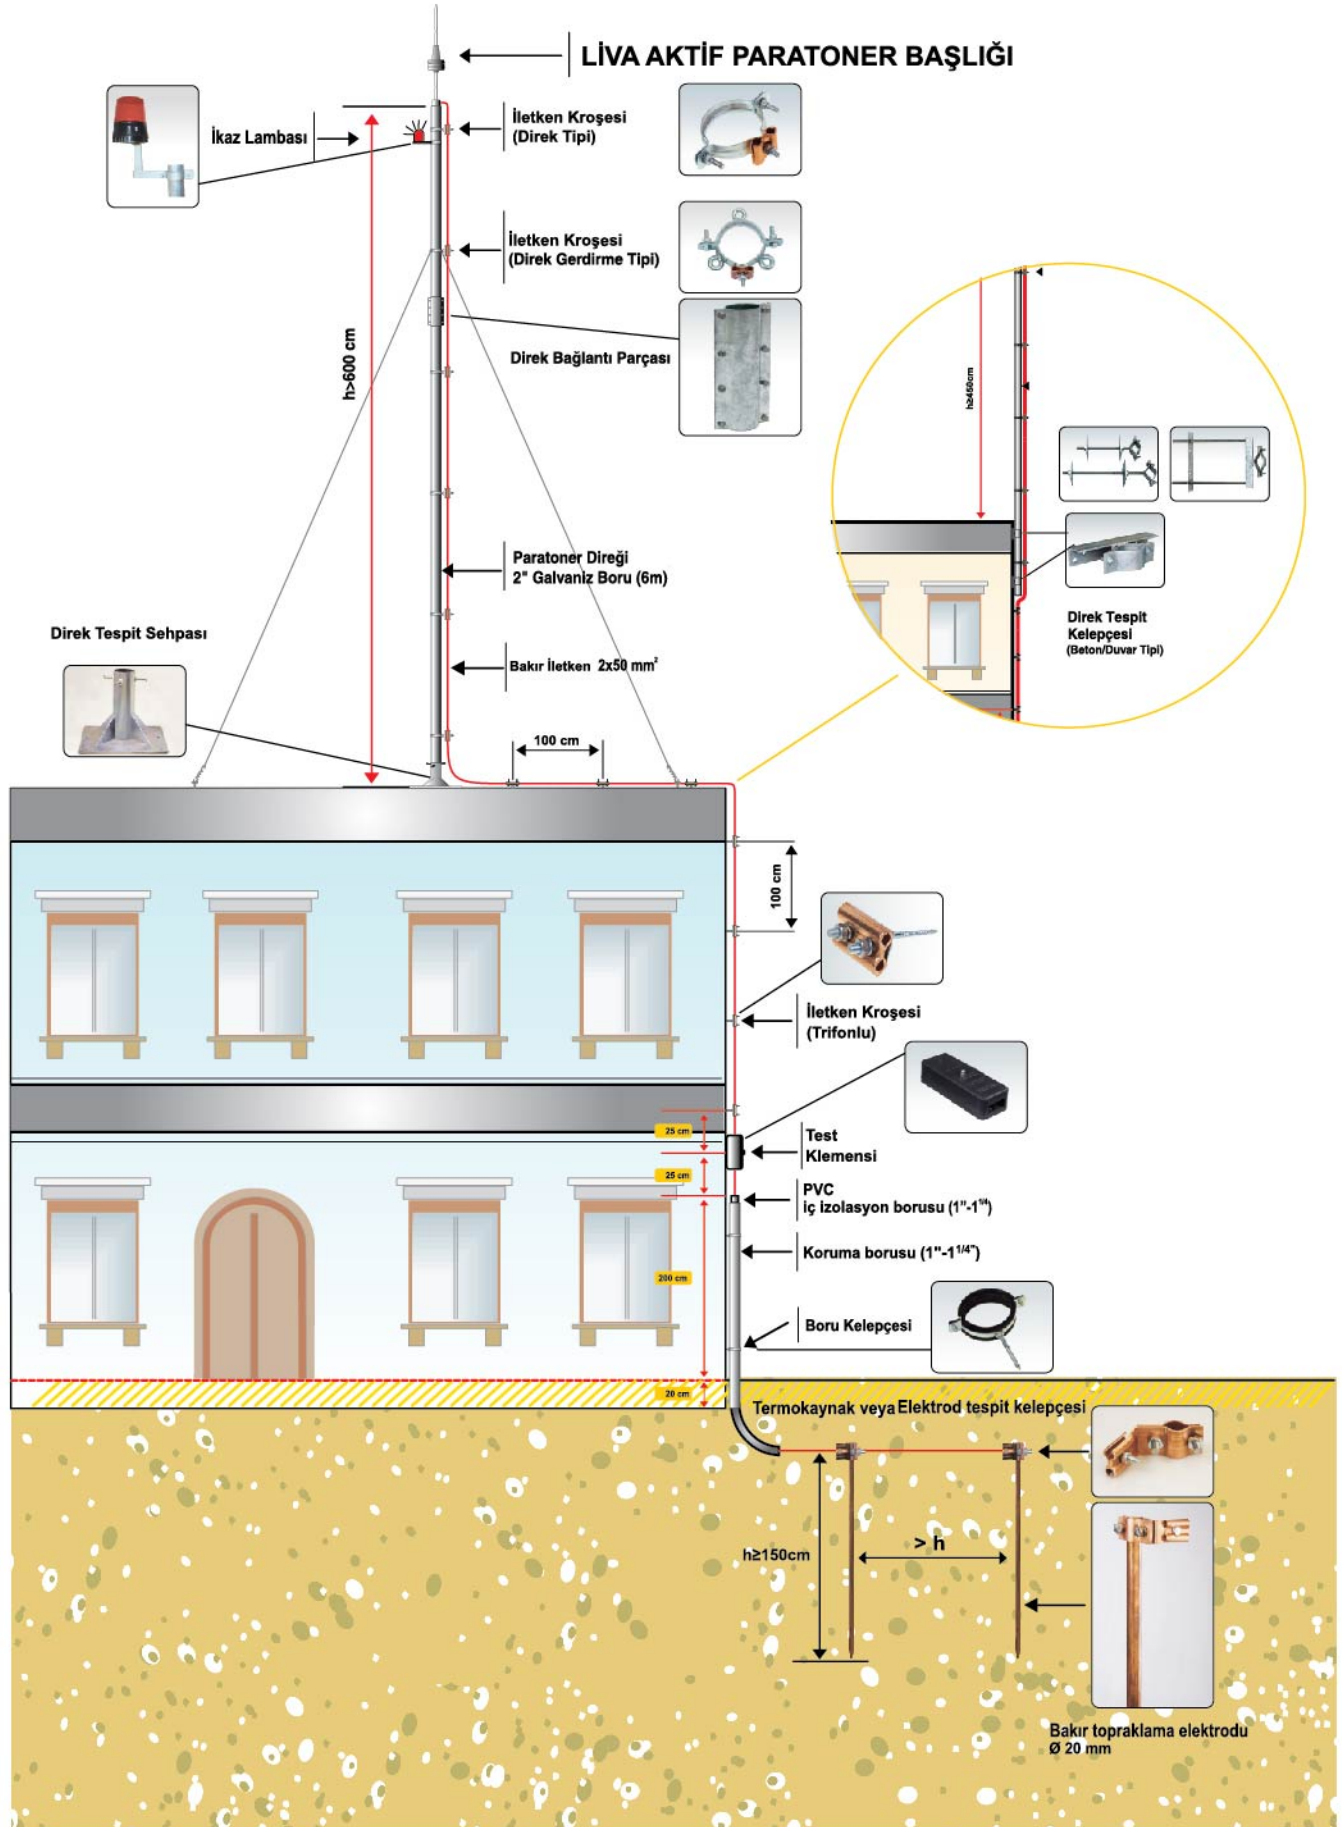 LİVA AKTİF PARATONER BAŞLIĞI
İkaz Lambası
İletken Kroşesi
(Direk Tipi)
İletken Kroşesi
(Direk Gerdirme Tipi)
h>600 cm
Direk Bağlantı Parçası
h≥450cm
Paratoner Direği
2" Galvaniz Boru (6m)
Direk Tespit
Kelepçesi
(Beton/Duvar Tipi)
Direk Tespit Sehpası
Bakır İletken 2x50 mm²
100 cm
100 cm
İletken Kroşesi
(Trifonlu)
25 cm
Test
Klemensi
25 cm
PVC
iç izolasyon borusu (1"-1¹/⁴)
Koruma borusu (1"-1¹/⁴")
200 cm
Boru Kelepçesi
20 cm
Termokaynak veya Elektrod tespit kelepçesi
> h
h≥150cm
Bakır topraklama elektrodu
Ø 20 mm